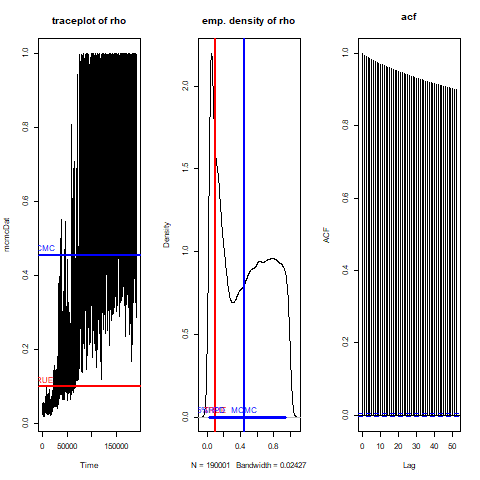 traceplot of rho
emp. density of rho
acf
mcmcDat
0.0
0.2
0.4
0.6
0.8
1.0
CMC
RUE
0
50000
150000
Time
Density
0.0
0.5
1.0
1.5
2.0
MCMC
0.0
0.4
0.8
N = 190001 Bandwidth = 0.02427
ACF
0.0
0.2
0.4
0.6
0.8
1.0
0
10
20
30
40
50
Lag